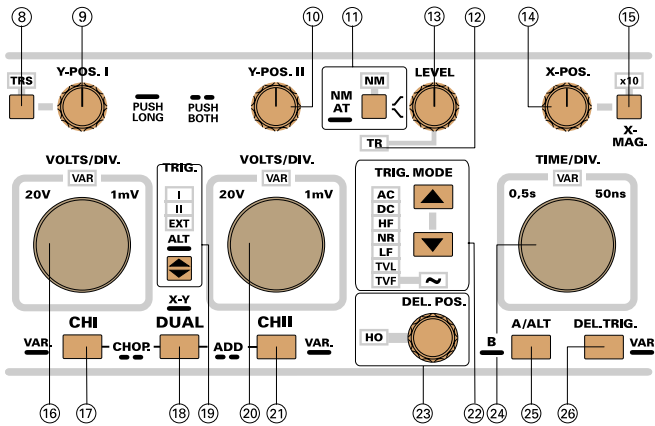 8 9 10 11 13 12 14 15
TRS Y-POS. I Y-POS. II NM LEVEL X-POS. x10
PUSH LONG
PUSH BOTH
NM AT
TR
X-MAG.
VOLTS/DIV. TRIG. VOLTS/DIV. TRIG. MODE TIME/DIV.
VAR VAR VAR
20V 1mV 20V 1mV 0,5s 50ns
I
II
EXT
ALT
AC
DC
HF
NR
LF
TVL
TVF ~
X-Y
DEL. POS.
HO
CHI DUAL CHII A/ALT DEL.TRIG.
VAR. CHOP. ADD VAR. B VAR
16 17 18 19 20 21 23 22 24 25 26